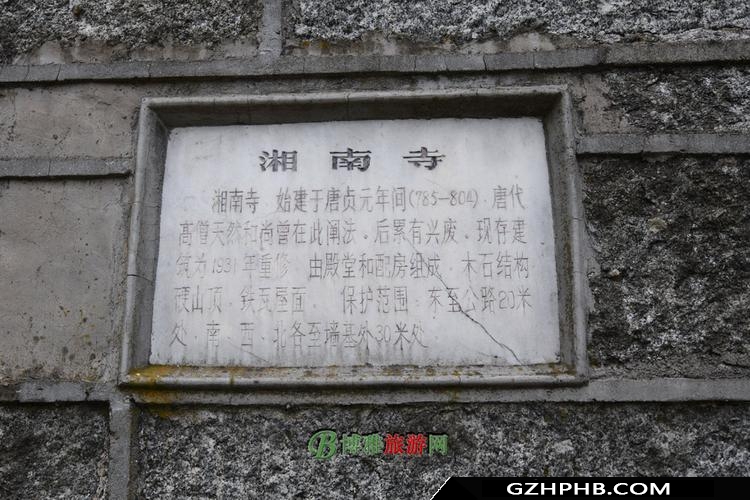 湘南寺
湘南寺，始建于唐贞元年间(785—804)。唐代
高僧天然和尚曾在此阐法。后累有兴废。现存建
筑为1931年重修。由殿堂和配房组成。木石结构，
硬山顶，铁瓦屋面。保护范围：东至公路20米
处，南、西、北各至墙基外30米处。
博雅旅游网
GZHPHB.COM